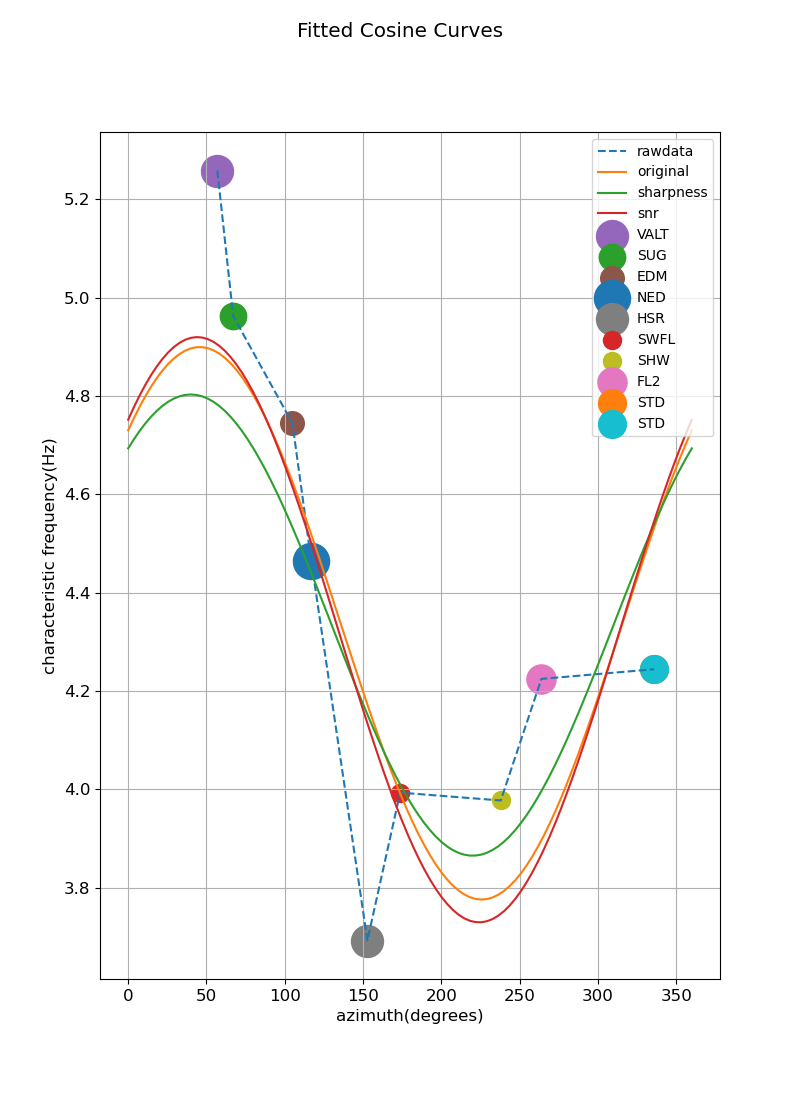 Fitted Cosine Curves
rawdata
original
sharpness
snr
VALT
SUG
EDM
NED
HSR
SWFL
SHW
FL2
STD
STD
5.2
5.0
4.8
4.6
4.4
4.2
4.0
3.8
characteristic frequency(Hz)
0 50 100 150 200 250 300 350
azimuth(degrees)